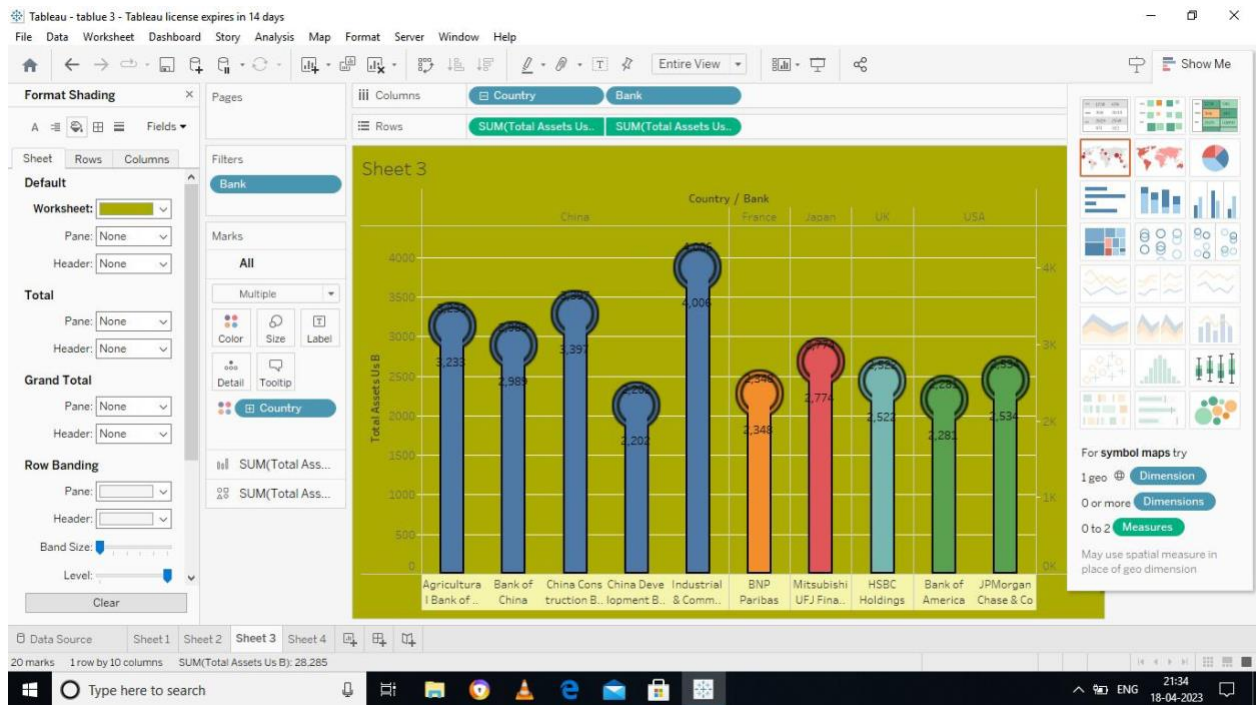 Tableau - tablue 3 - Tableau license expires in 14 days
File Data Worksheet Dashboard Story Analysis Map Format Server Window Help
Entire View
Show Me
Format Shading
Fields
Sheet Rows Columns
Default
Worksheet:
Pane: None
Header: None
Total
Pane: None
Header: None
Grand Total
Pane: None
Header: None
Row Banding
Pane:
Header:
Band Size:
Level:
Clear
Pages
Filters
Bank
Marks
All
Multiple
Color Size Label
Detail Tooltip
Country
SUM(Total Ass...
SUM(Total Ass...
Columns Country Bank
Rows SUM(Total Assets Us.. SUM(Total Assets Us..
Sheet 3
Country / Bank
China France Japan UK USA
Total Assets Us B
4000
3500
3000
2500
2000
1500
1000
500
0
4K
3K
2K
1K
0K
3,233 2,989 3,397 2,202 4,006 2,348 2,774 2,522 2,281 2,534
Agricultura Bank of China Cons China Deve Industrial BNP Mitsubishi HSBC Bank of JPMorgan
l Bank of .. China truction B.. lopment B.. & Comm.. Paribas UFJ Fina.. Holdings America Chase & Co
For symbol maps try
1 geo Dimension
0 or more Dimensions
0 to 2 Measures
May use spatial measure in
place of geo dimension
Data Source Sheet 1 Sheet 2 Sheet 3 Sheet 4
20 marks 1 row by 10 columns SUM(Total Assets Us B): 28,285
Type here to search
ENG
21:34
18-04-2023